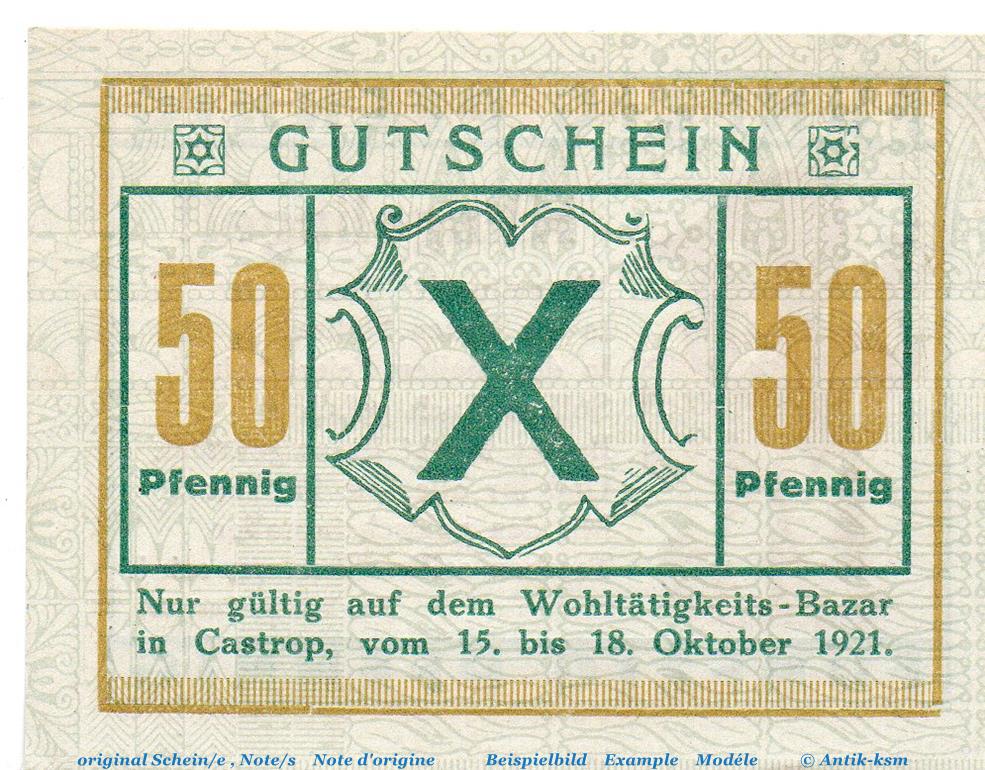 GUTSCHEIN
50 X 50
Pfennig Pfennig
Nur gültig auf dem Wohltätigkeits-Bazar
in Castrop, vom 15. bis 18. Oktober 1921.
original Schein/e , Note/s Note d'origine Beispielbild Example Modéle © Antik-ksm